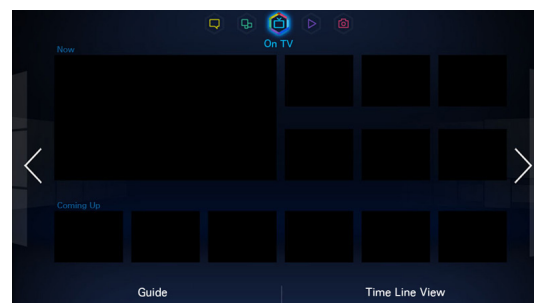 On TV
Now
Coming Up
Guide
Time Line View